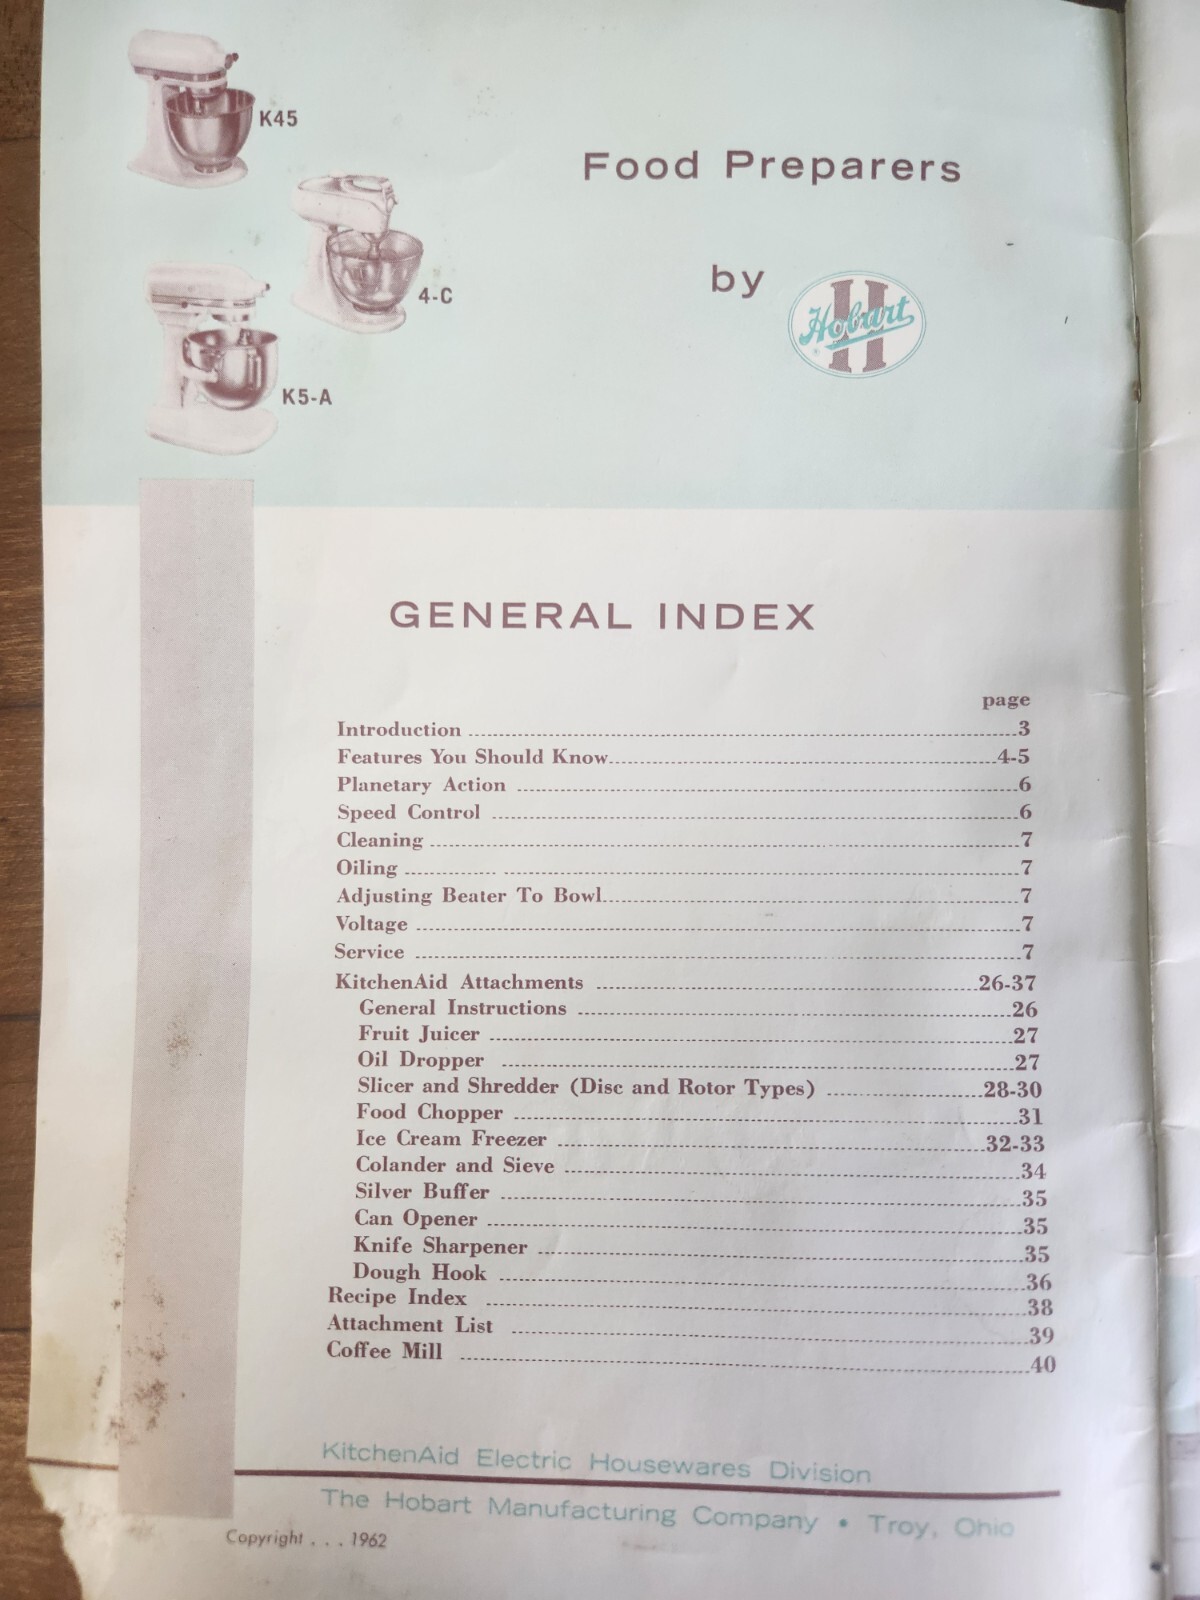 K45
4-C
K5-A
Food Preparers
by Hobart
H
GENERAL INDEX
page
Introduction 3
Features You Should Know 4-5
Planetary Action 6
Speed Control 6
Cleaning 7
Oiling 7
Adjusting Beater To Bowl 7
Voltage 7
Service 7
KitchenAid Attachments 26-37
General Instructions 26
Fruit Juicer 27
Oil Dropper 27
Slicer and Shredder (Disc and Rotor Types) 28-30
Food Chopper 31
Ice Cream Freezer 32-33
Colander and Sieve 34
Silver Buffer 35
Can Opener 35
Knife Sharpener 35
Dough Hook 36
Recipe Index 38
Attachment List 39
Coffee Mill 40
KitchenAid Electric Housewares Division
The Hobart Manufacturing Company • Troy, Ohio
Copyright . . . 1962